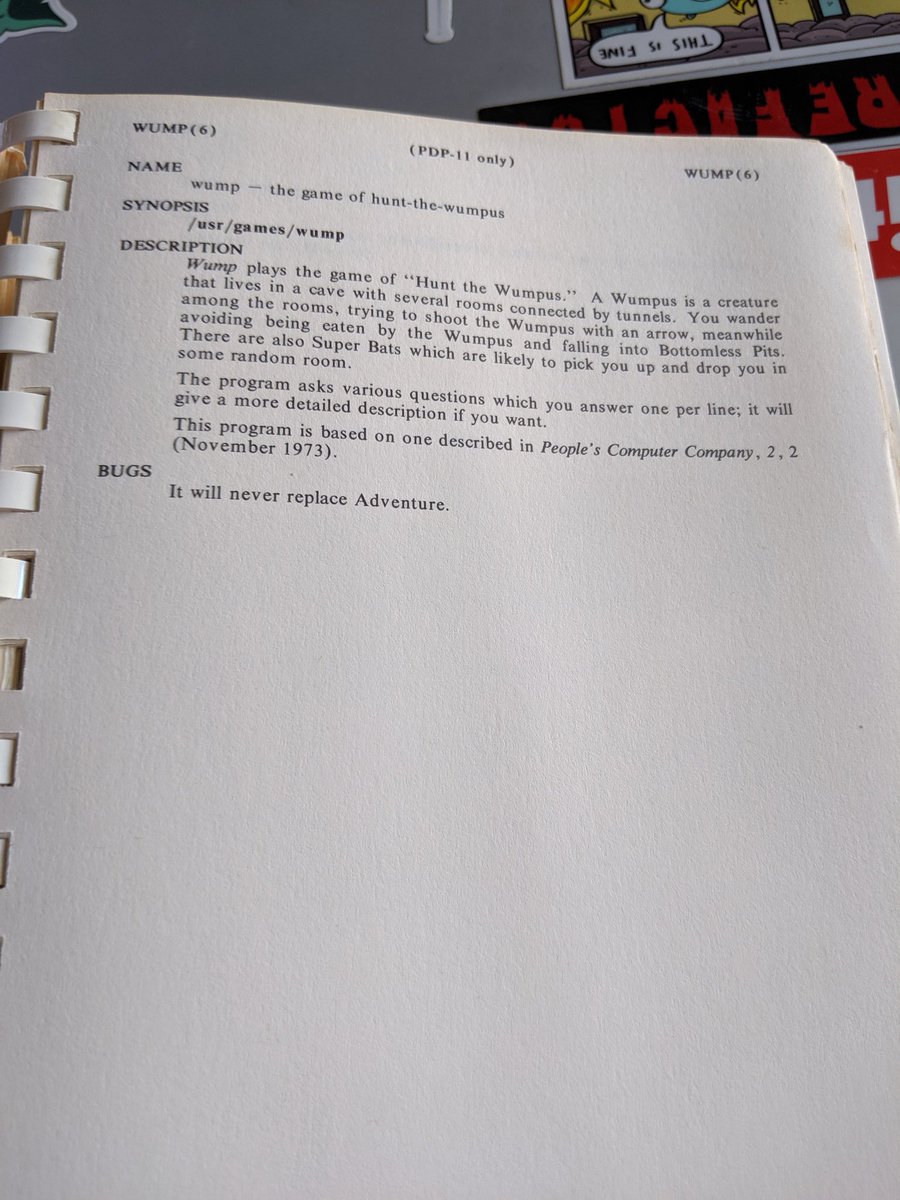 THIS IS FINE
WUMP(6) (PDP-11 only) WUMP(6)
NAME
wump — the game of hunt-the-wumpus
SYNOPSIS
/usr/games/wump
DESCRIPTION
Wump plays the game of “Hunt the Wumpus.” A Wumpus is a creature
that lives in a cave with several rooms connected by tunnels. You wander
among the rooms, trying to shoot the Wumpus with an arrow, meanwhile
avoiding being eaten by the Wumpus and falling into Bottomless Pits.
There are also Super Bats which are likely to pick you up and drop you in
some random room.
The program asks various questions which you answer one per line; it will
give a more detailed description if you want.
This program is based on one described in People’s Computer Company, 2, 2
(November 1973).
BUGS
It will never replace Adventure.